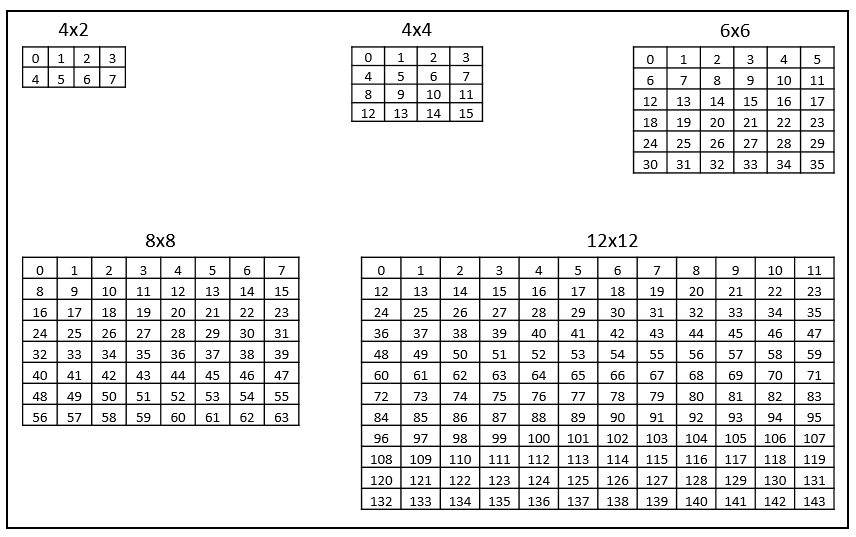 4x2
0 1 2 3
4 5 6 7
4x4
0 1 2 3
4 5 6 7
8 9 10 11
12 13 14 15
6x6
0 1 2 3 4 5
6 7 8 9 10 11
12 13 14 15 16 17
18 19 20 21 22 23
24 25 26 27 28 29
30 31 32 33 34 35
8x8
0 1 2 3 4 5 6 7
8 9 10 11 12 13 14 15
16 17 18 19 20 21 22 23
24 25 26 27 28 29 30 31
32 33 34 35 36 37 38 39
40 41 42 43 44 45 46 47
48 49 50 51 52 53 54 55
56 57 58 59 60 61 62 63
12x12
0 1 2 3 4 5 6 7 8 9 10 11
12 13 14 15 16 17 18 19 20 21 22 23
24 25 26 27 28 29 30 31 32 33 34 35
36 37 38 39 40 41 42 43 44 45 46 47
48 49 50 51 52 53 54 55 56 57 58 59
60 61 62 63 64 65 66 67 68 69 70 71
72 73 74 75 76 77 78 79 80 81 82 83
84 85 86 87 88 89 90 91 92 93 94 95
96 97 98 99 100 101 102 103 104 105 106 107
108 109 110 111 112 113 114 115 116 117 118 119
120 121 122 123 124 125 126 127 128 129 130 131
132 133 134 135 136 137 138 139 140 141 142 143